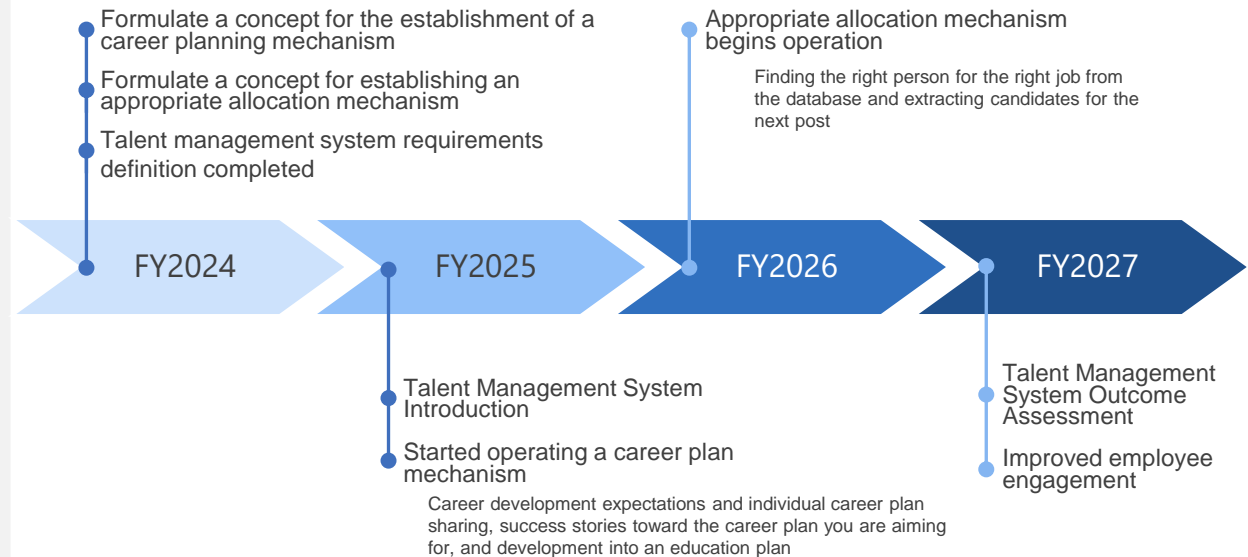 Formulate a concept for the establishment of a
career planning mechanism
Formulate a concept for establishing an
appropriate allocation mechanism
Talent management system requirements
definition completed
Appropriate allocation mechanism
begins operation
Finding the right person for the right job from
the database and extracting candidates for the
next post
FY2024
FY2025
FY2026
FY2027
Talent Management System
Introduction
Started operating a career plan
mechanism
Career development expectations and individual career plan
sharing, success stories toward the career plan you are aiming
for, and development into an education plan
Talent Management
System Outcome
Assessment
Improved employee
engagement